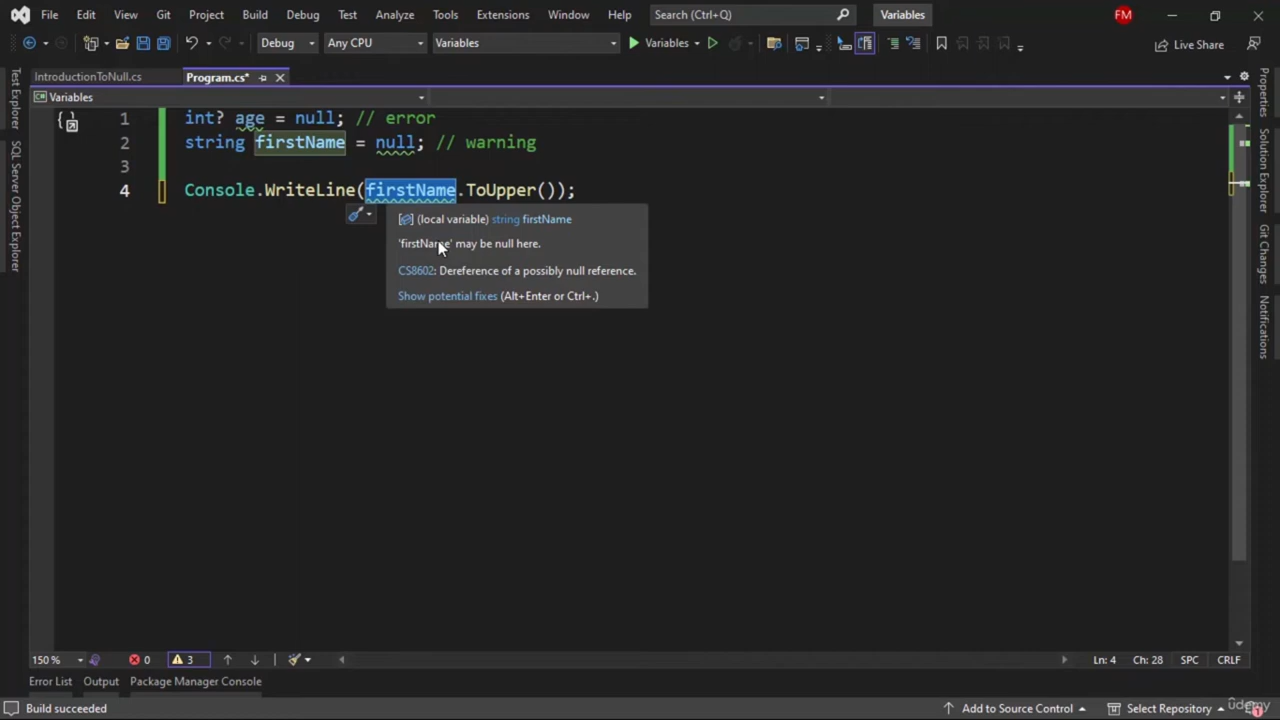 File Edit View Git Project Build Debug Test Analyze Tools Extensions Window Help Search (Ctrl+Q) Variables FM
Debug Any CPU Variables Variables Live Share
IntroductionToNull.cs Program.cs*
Variables
1 int? age = null; // error
2 string firstName = null; // warning
3
4 Console.WriteLine(firstName.ToUpper());
(local variable) string firstName
'firstName' may be null here.
CS8602: Dereference of a possibly null reference.
Show potential fixes (Alt+Enter or Ctrl+.)
Test Explorer
SQL Server Object Explorer
Properties
Solution Explorer
Git Changes
Notifications
150 % 0 3 Ln: 4 Ch: 28 SPC CRLF
Error List Output Package Manager Console
Build succeeded Add to Source Control Select Repository 1
ûdemy